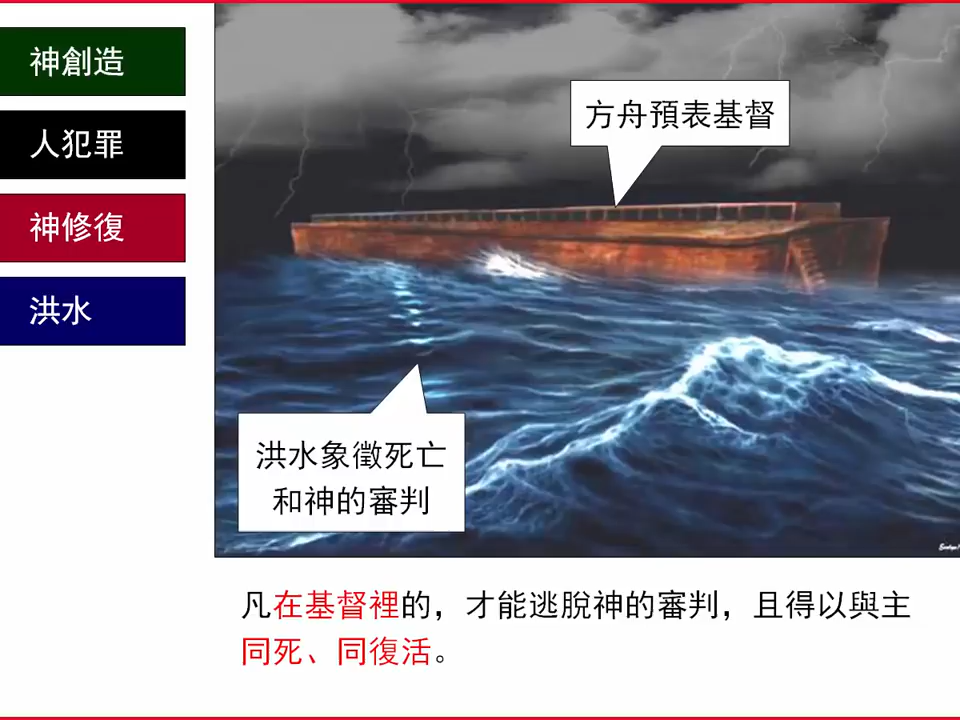 神創造
人犯罪
神修復
洪水
方舟預表基督
洪水象徵死亡
和神的審判
凡在基督裡的，才能逃脫神的審判，且得以與主
同死、同復活。